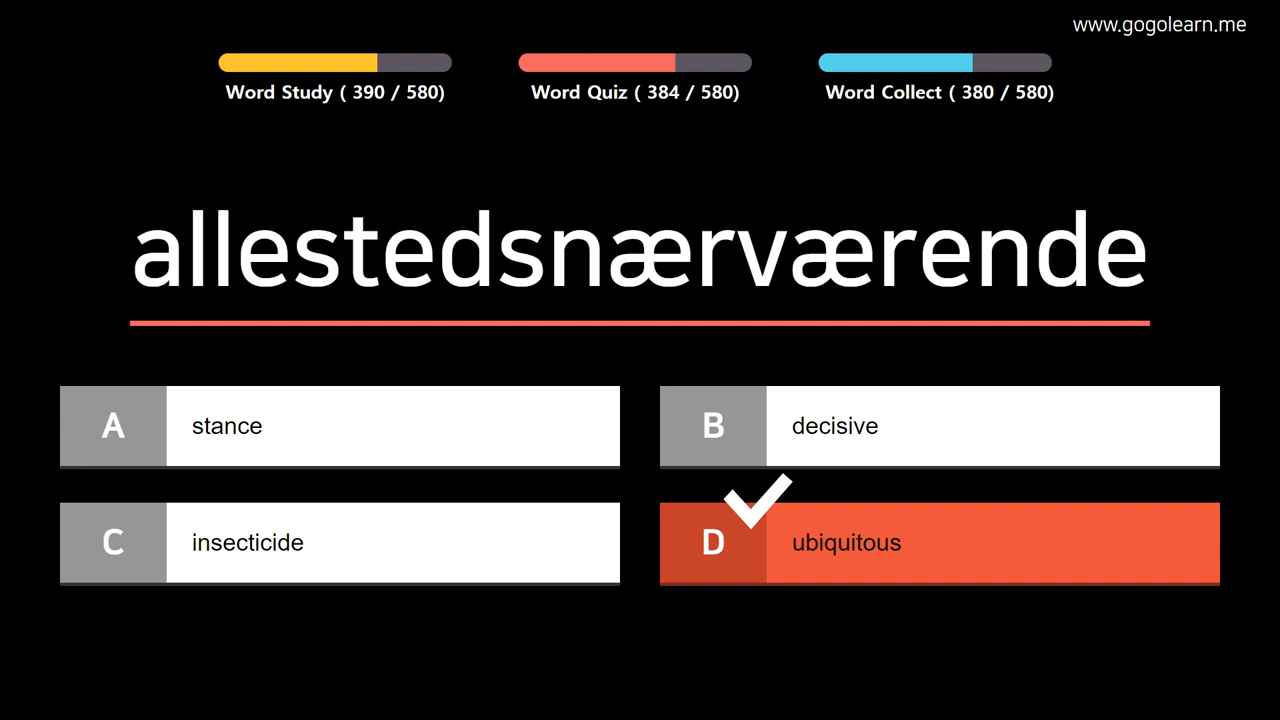 www.gogolearn.me
Word Study ( 390 / 580)
Word Quiz ( 384 / 580)
Word Collect ( 380 / 580)
allestedsnærværende
A stance
B decisive
C insecticide
D ubiquitous